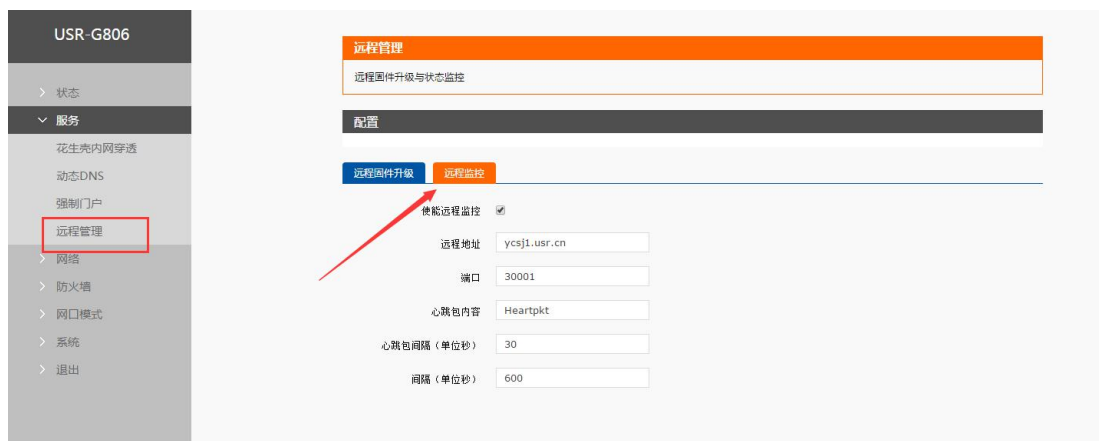 USR-G806
状态
服务
花生壳内网穿透
动态DNS
强制门户
远程管理
网络
防火墙
网口模式
系统
退出
远程管理
远程固件升级与状态监控
配置
远程固件升级 远程监控
使能远程监控
远程地址 ycsj1.usr.cn
端口 30001
心跳包内容 Heartpkt
心跳包间隔（单位秒） 30
间隔（单位秒） 600